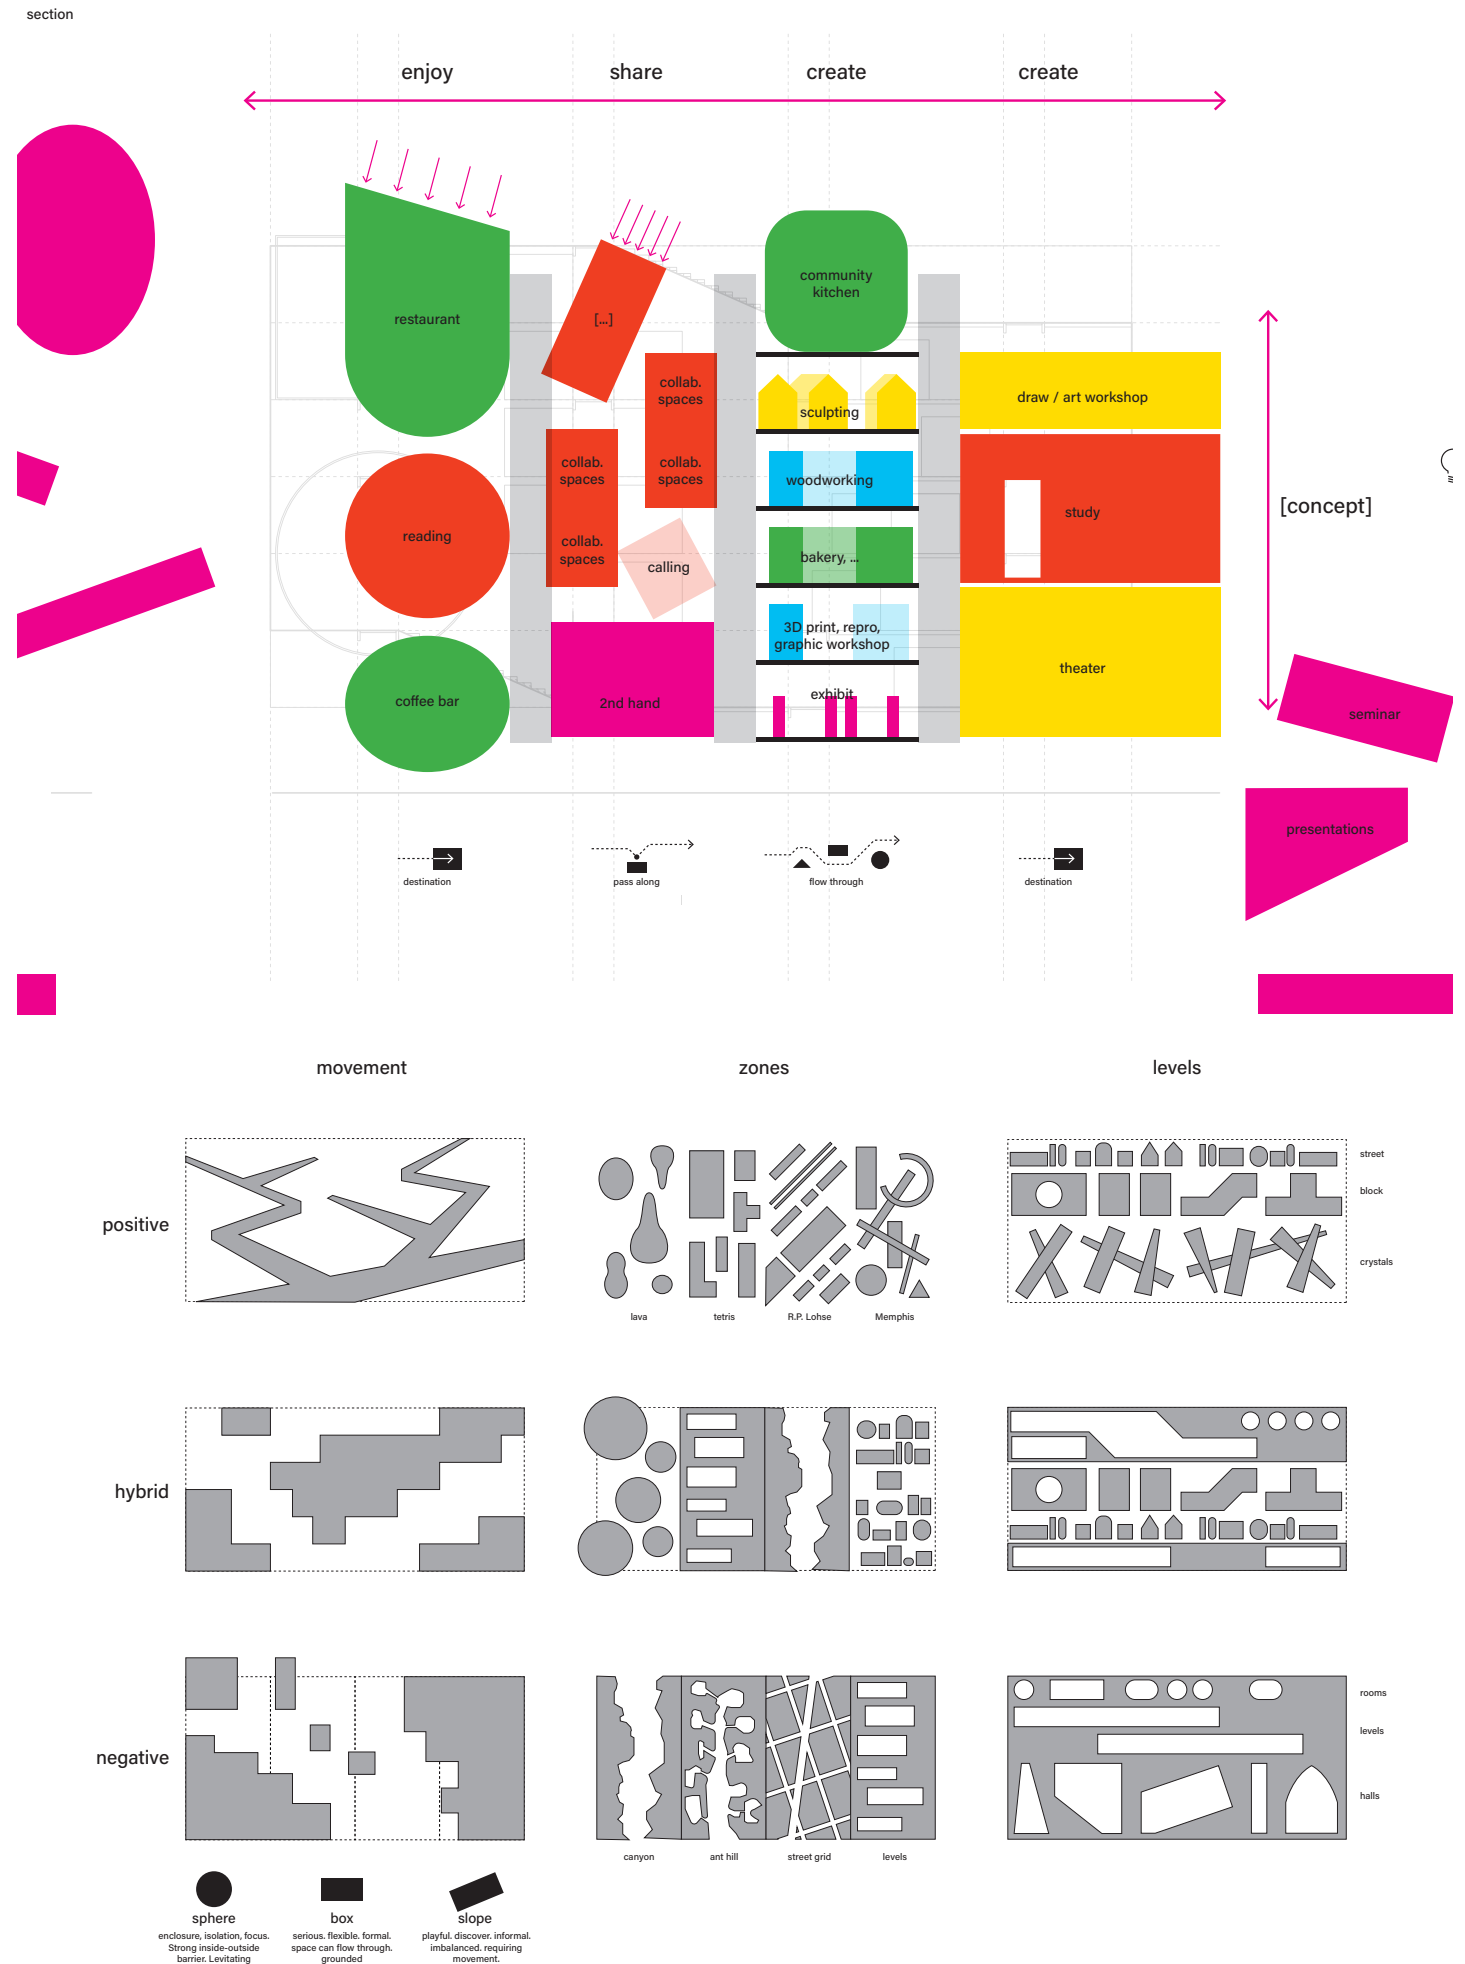 section
enjoy
share
create
create
restaurant
[...]
community
kitchen
collab.
spaces
sculpting
draw / art workshop
collab.
spaces
collab.
spaces
woodworking
study
[concept]
reading
collab.
spaces
calling
bakery, ...
3D print, repro,
graphic workshop
theater
coffee bar
2nd hand
exhibit
seminar
presentations
destination
pass along
flow through
destination
movement
zones
levels
positive
street
block
crystals
lava
tetris
R.P. Lohse
Memphis
hybrid
negative
rooms
levels
halls
canyon
ant hill
street grid
levels
sphere
enclosure, isolation, focus.
Strong inside-outside
barrier. Levitating
box
serious. flexible. formal.
space can flow through.
grounded
slope
playful. discover. informal.
imbalanced. requiring
movement.